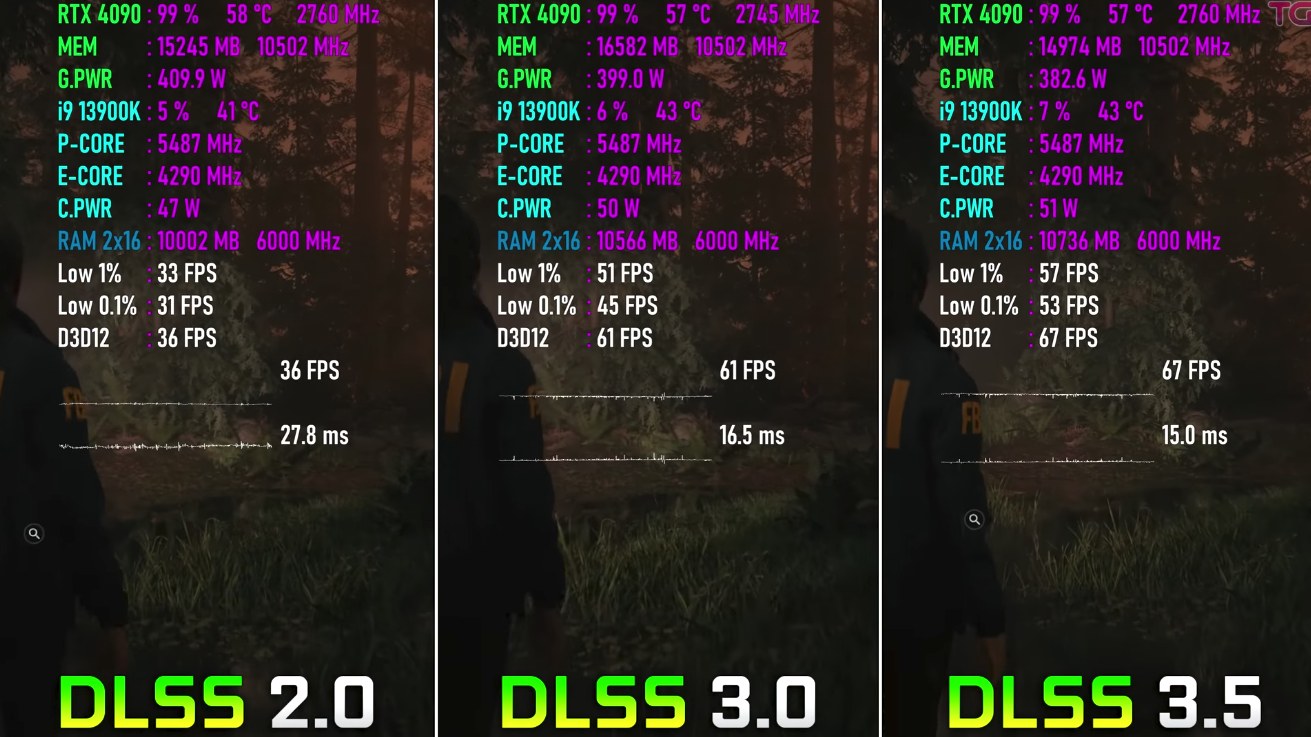 RTX 4090 : 99 % 58 °C 2760 MHz
MEM : 15245 MB 10502 MHz
G.PWR : 409.9 W
i9 13900K : 5 % 41 °C
P-CORE : 5487 MHz
E-CORE : 4290 MHz
C.PWR : 47 W
RAM 2x16 : 10002 MB 6000 MHz
Low 1% : 33 FPS
Low 0.1% : 31 FPS
D3D12 : 36 FPS
36 FPS
27.8 ms
DLSS 2.0
RTX 4090 : 99 % 57 °C 2745 MHz
MEM : 16582 MB 10502 MHz
G.PWR : 399.0 W
i9 13900K : 6 % 43 °C
P-CORE : 5487 MHz
E-CORE : 4290 MHz
C.PWR : 50 W
RAM 2x16 : 10566 MB 6000 MHz
Low 1% : 51 FPS
Low 0.1% : 45 FPS
D3D12 : 61 FPS
61 FPS
16.5 ms
DLSS 3.0
RTX 4090 : 99 % 57 °C 2760 MHz
MEM : 14974 MB 10502 MHz
G.PWR : 382.6 W
i9 13900K : 7 % 43 °C
P-CORE : 5487 MHz
E-CORE : 4290 MHz
C.PWR : 51 W
RAM 2x16 : 10736 MB 6000 MHz
Low 1% : 57 FPS
Low 0.1% : 53 FPS
D3D12 : 67 FPS
67 FPS
15.0 ms
FB
DLSS 3.5
TG